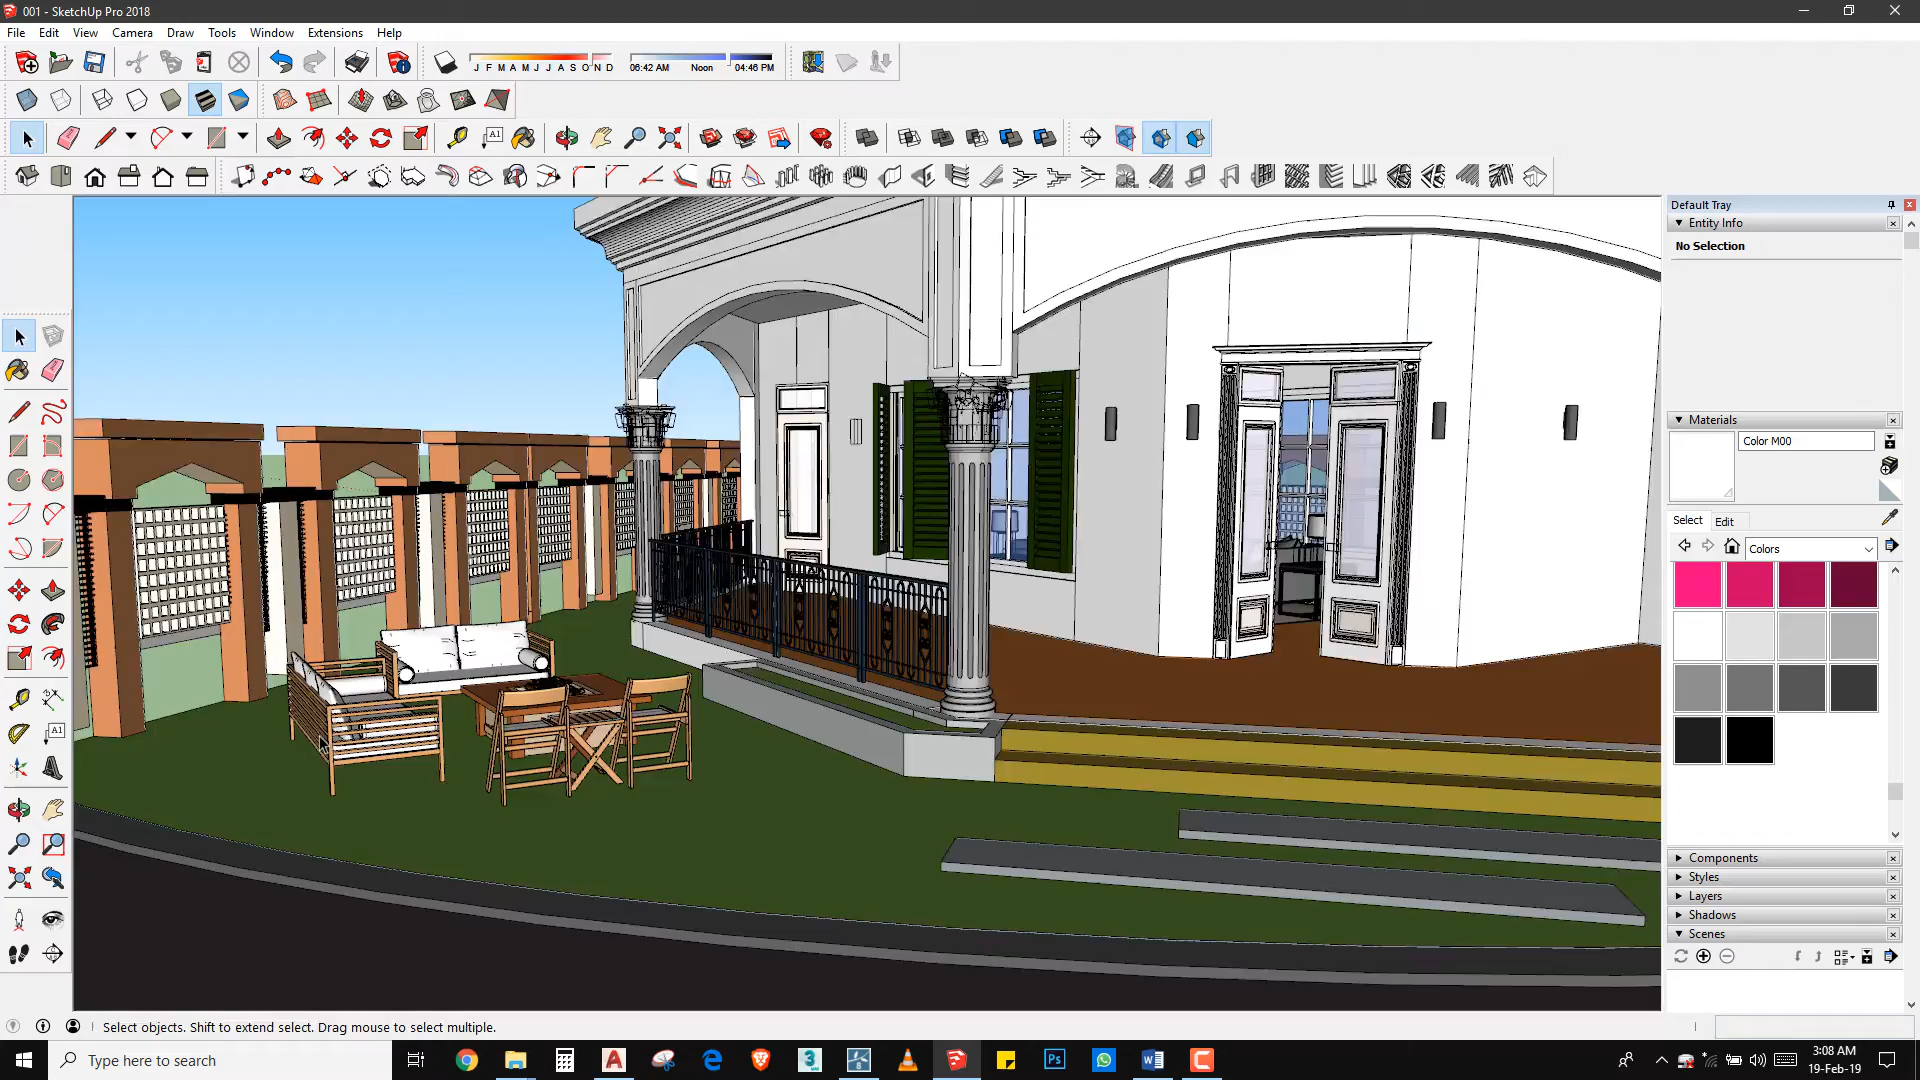 001 - SketchUp Pro 2018
File Edit View Camera Draw Tools Window Extensions Help
J F M A M J J A S O N D
06:42 AM Noon 04:46 PM
A1
Default Tray
Entity Info
No Selection
A1
Materials
Color M00
Select Edit
Colors
Components
Styles
Layers
Shadows
Scenes
Select objects. Shift to extend select. Drag mouse to select multiple.
Type here to search
3:08 AM
19-Feb-19